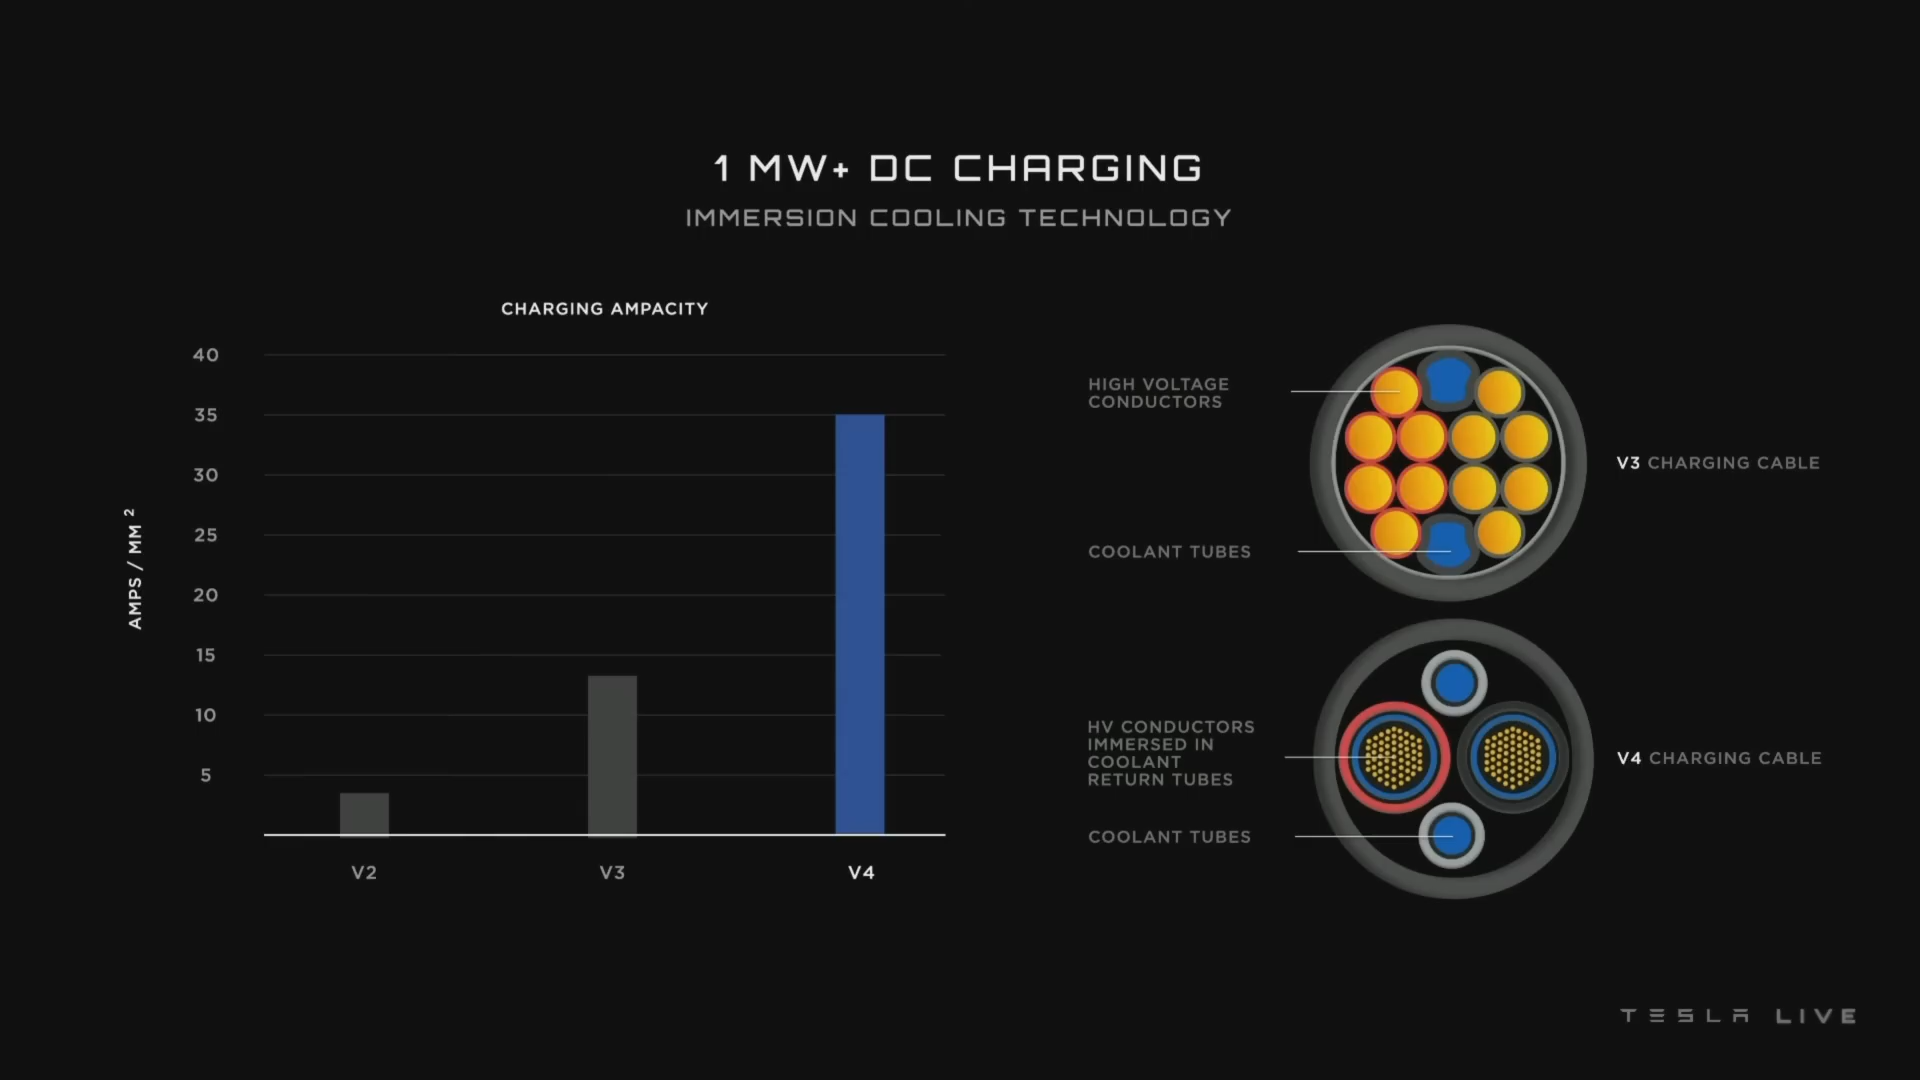 1 MW+ DC CHARGING
IMMERSION COOLING TECHNOLOGY
CHARGING AMPACITY
AMPS / MM ²
40
35
30
25
20
15
10
5
V2
V3
V4
HIGH VOLTAGE
CONDUCTORS
COOLANT TUBES
V3 CHARGING CABLE
HV CONDUCTORS
IMMERSED IN
COOLANT
RETURN TUBES
COOLANT TUBES
V4 CHARGING CABLE
TESLA LIVE